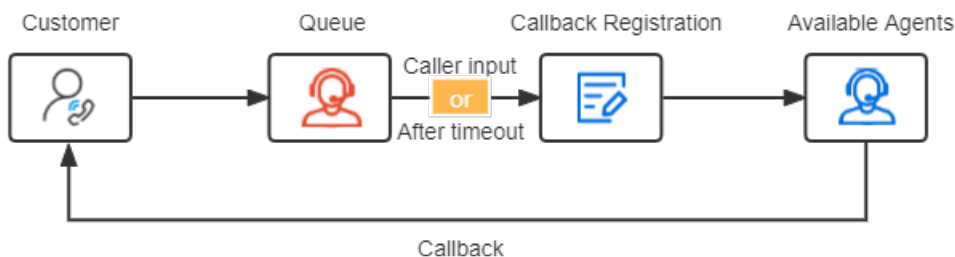 Customer
Queue
Callback Registration
Available Agents
Caller input
or
After timeout
Callback